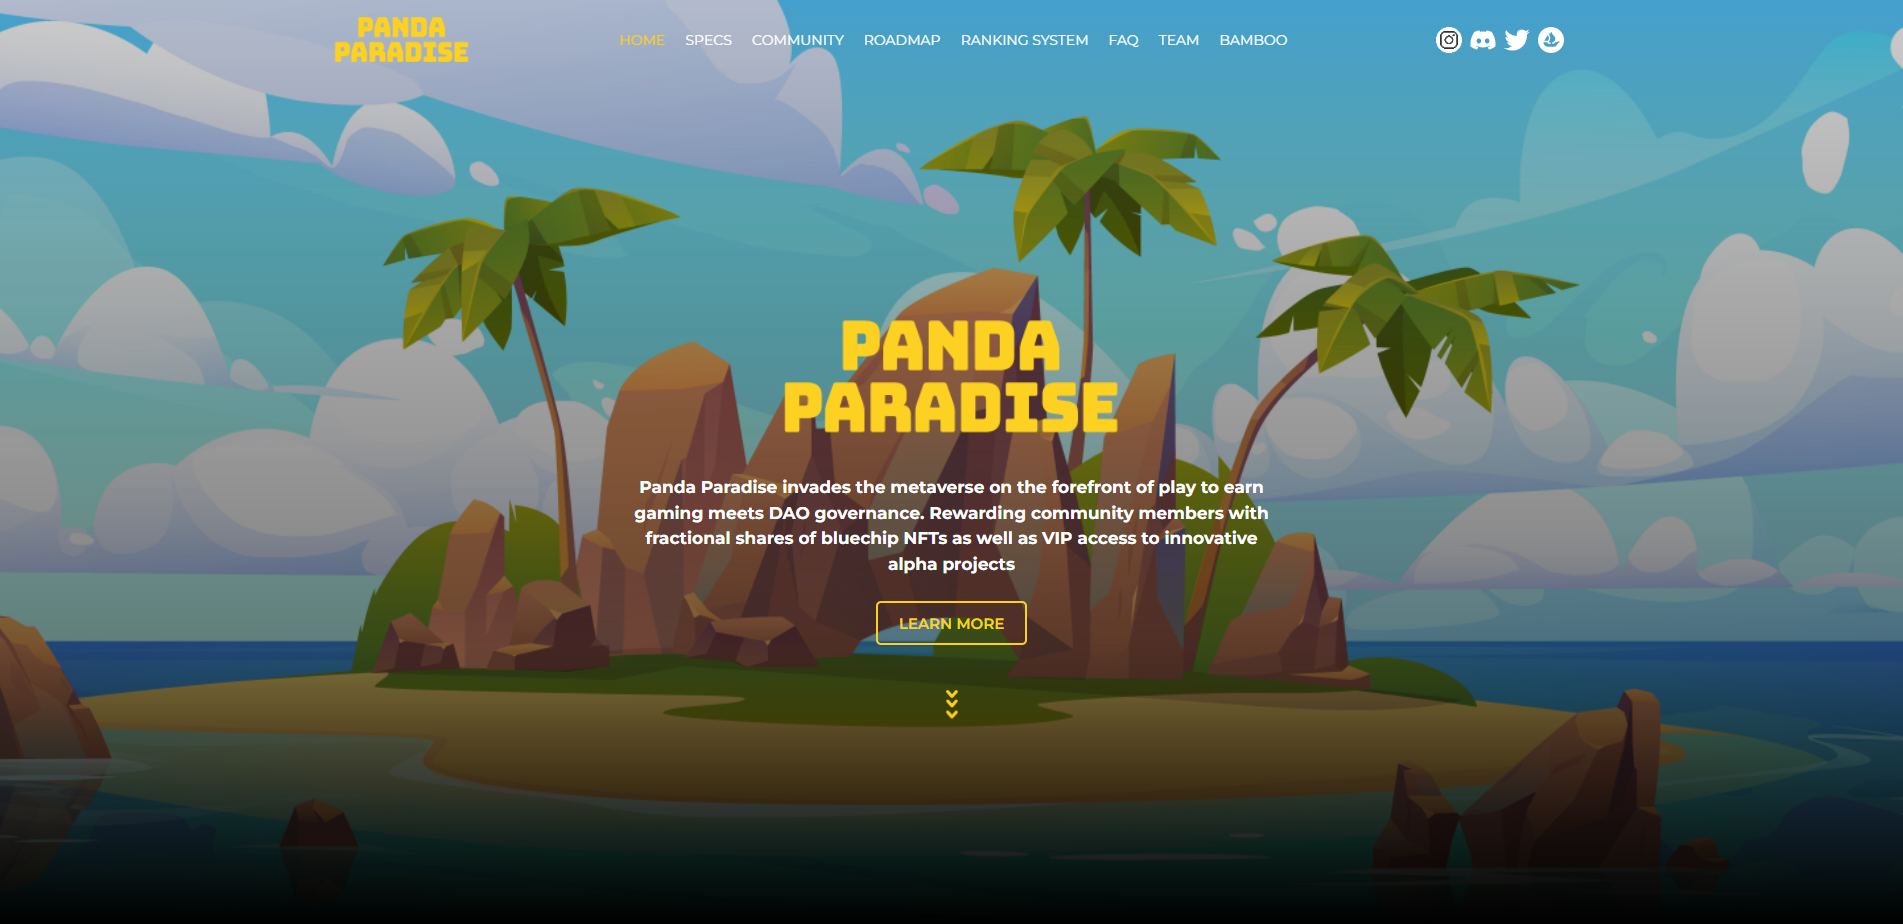 PANDA
PARADISE
HOME SPECS COMMUNITY ROADMAP RANKING SYSTEM FAQ TEAM BAMBOO
PANDA
PARADISE
Panda Paradise invades the metaverse on the forefront of play to earn
gaming meets DAO governance. Rewarding community members with
fractional shares of bluechip NFTs as well as VIP access to innovative
alpha projects
LEARN MORE